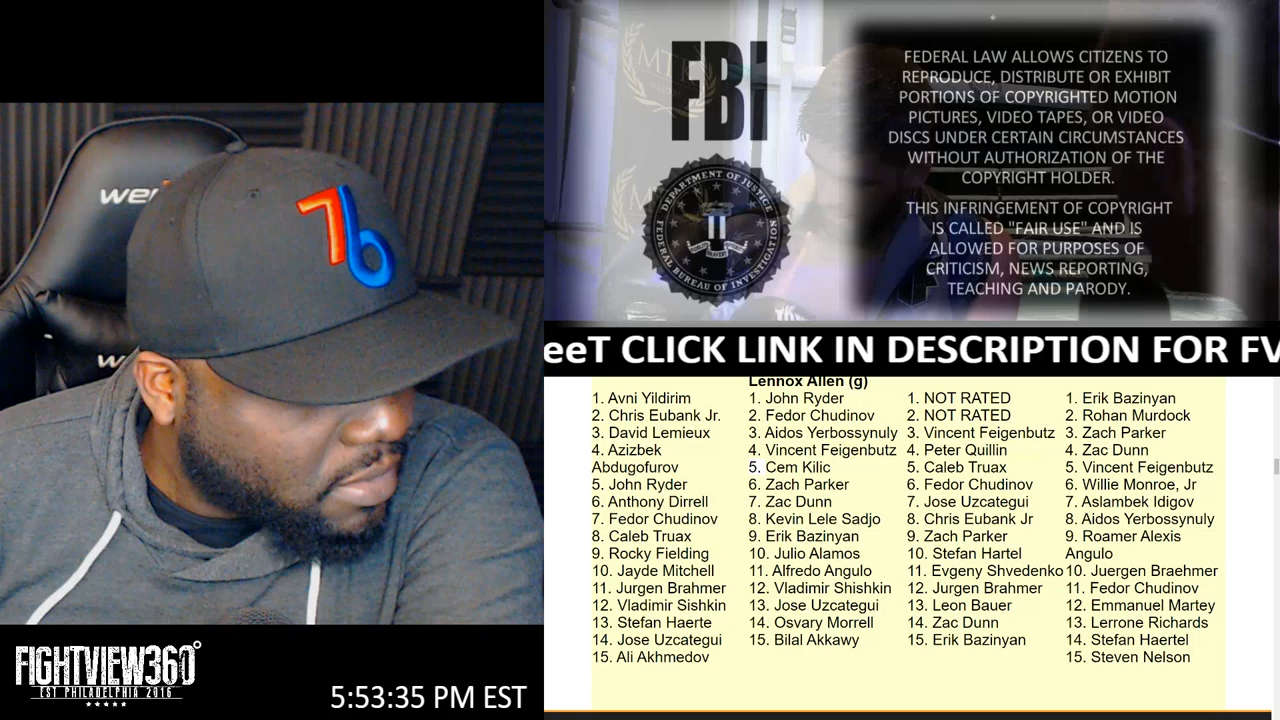 76
FBI
DEPARTMENT OF JUSTICE
FEDERAL BUREAU OF INVESTIGATION
FEDERAL LAW ALLOWS CITIZENS TO
REPRODUCE, DISTRIBUTE OR EXHIBIT
PORTIONS OF COPYRIGHTED MOTION
PICTURES, VIDEO TAPES, OR VIDEO
DISCS UNDER CERTAIN CIRCUMSTANCES
WITHOUT AUTHORIZATION OF THE
COPYRIGHT HOLDER.
THIS INFRINGEMENT OF COPYRIGHT
IS CALLED "FAIR USE" AND IS
ALLOWED FOR PURPOSES OF
CRITICISM, NEWS REPORTING,
TEACHING AND PARODY.
eeT CLICK LINK IN DESCRIPTION FOR FV
1. Avni Yildirim
2. Chris Eubank Jr.
3. David Lemieux
4. Azizbek
Abdugofurov
5. John Ryder
6. Anthony Dirrell
7. Fedor Chudinov
8. Caleb Truax
9. Rocky Fielding
10. Jayde Mitchell
11. Jurgen Brahmer
12. Vladimir Sishkin
13. Stefan Haerte
14. Jose Uzcategui
15. Ali Akhmedov
Lennox Allen (g)
1. John Ryder
2. Fedor Chudinov
3. Aidos Yerbossynuly
4. Vincent Feigenbutz
5. Cem Kilic
6. Zach Parker
7. Zac Dunn
8. Kevin Lele Sadjo
9. Erik Bazinyan
10. Julio Alamos
11. Alfredo Angulo
12. Vladimir Shishkin
13. Jose Uzcategui
14. Osvary Morrell
15. Bilal Akkawy
1. NOT RATED
2. NOT RATED
3. Vincent Feigenbutz
4. Peter Quillin
5. Caleb Truax
6. Fedor Chudinov
7. Jose Uzcategui
8. Chris Eubank Jr
9. Zach Parker
10. Stefan Hartel
11. Evgeny Shvedenko
12. Jurgen Brahmer
13. Leon Bauer
14. Zac Dunn
15. Erik Bazinyan
1. Erik Bazinyan
2. Rohan Murdock
3. Zach Parker
4. Zac Dunn
5. Vincent Feigenbutz
6. Willie Monroe, Jr
7. Aslambek Idigov
8. Aidos Yerbossynuly
9. Roamer Alexis
Angulo
10. Juergen Braehmer
11. Fedor Chudinov
12. Emmanuel Martey
13. Lerrone Richards
14. Stefan Haertel
15. Steven Nelson
FIGHTVIEW360°
EST PHILADELPHIA 2016
5:53:35 PM EST